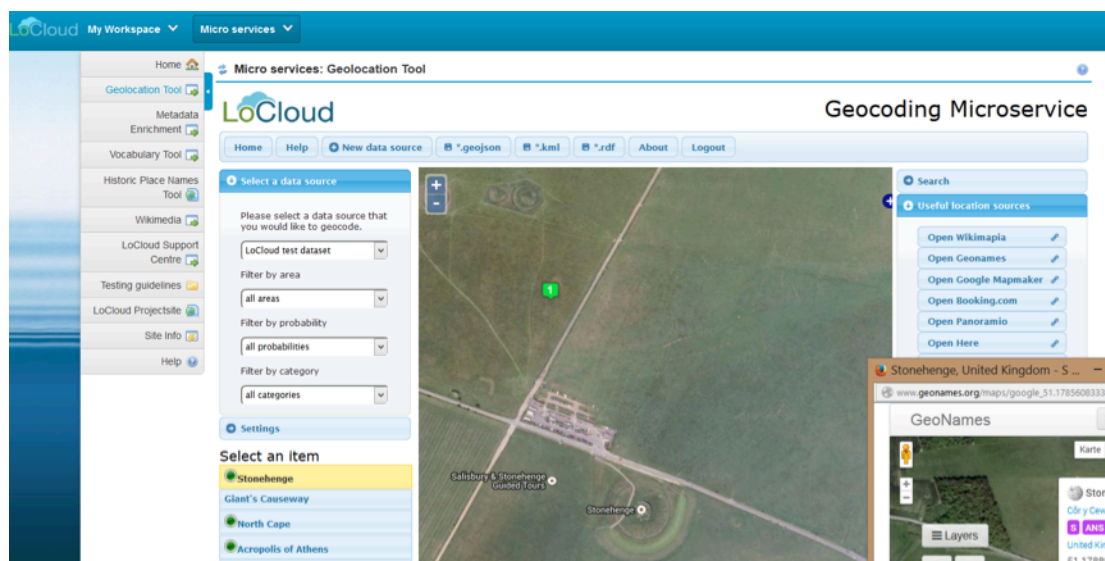 LoCloud My Workspace Micro services
Home
Geolocation Tool
Metadata
Enrichment
Vocabulary Tool
Historic Place Names
Tool
Wikimedia
LoCloud Support
Centre
Testing guidelines
LoCloud Projectsite
Site Info
Help
Micro services: Geolocation Tool
LoCloud
Geocoding Microservice
Home Help New data source *.geojson *.kml *.rdf About Logout
Select a data source
Please select a data source that
you would like to geocode.
LoCloud test dataset
Filter by area
all areas
Filter by probability
all probabilities
Filter by category
all categories
Settings
Select an item
Stonehenge
Giant's Causeway
North Cape
Acropolis of Athens
+
-
1
Salisbury & Stonehenge
Guided Tours
Stonehenge
Search
Useful location sources
Open Wikimapia
Open Geonames
Open Google Mapmaker
Open Booking.com
Open Panoramio
Open Here
Stonehenge, United Kingdom - S ...
www.geonames.org/maps/google_51.1785608333
GeoNames
Karte
+
-
Layers
Stor
Côr y Cew
S ANS
United Kin